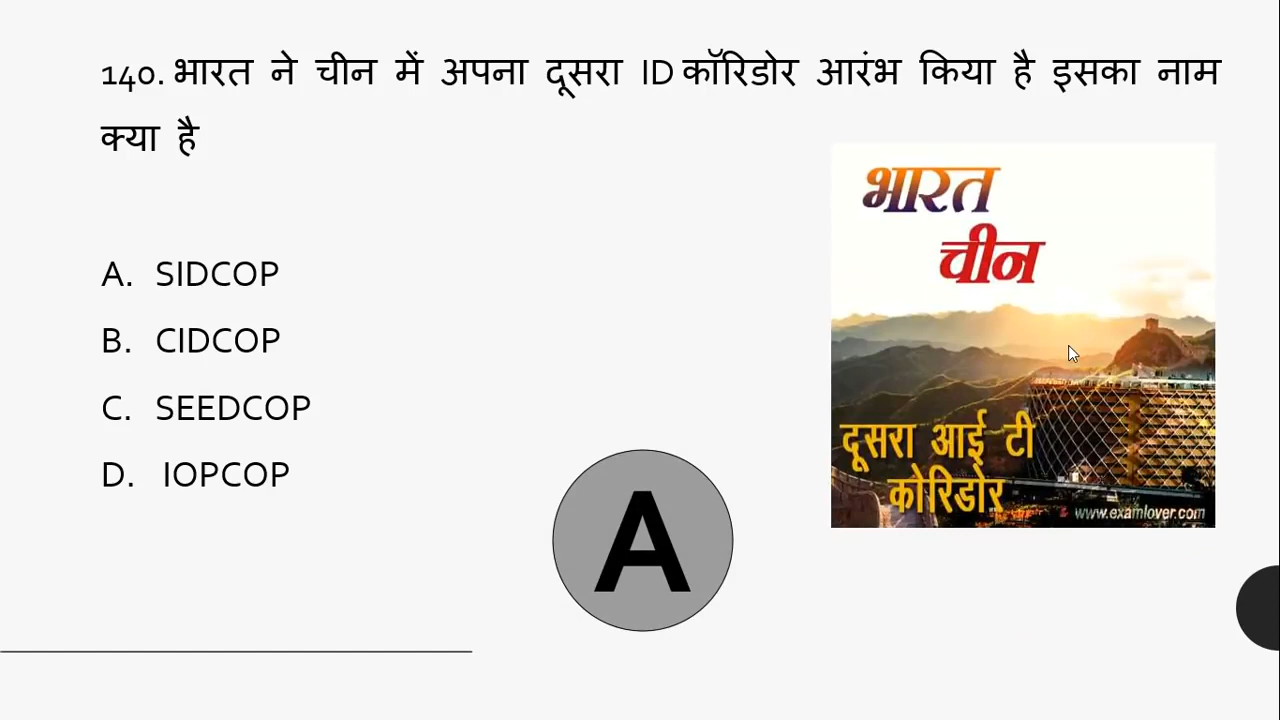 140. भारत ने चीन में अपना दूसरा ID कॉरिडोर आरंभ किया है इसका नाम
क्या है
A. SIDCOP
B. CIDCOP
C. SEEDCOP
D. IOPCOP
भारत
चीन
दूसरा आई टी
कोरिडोर
www.examlover.com
A